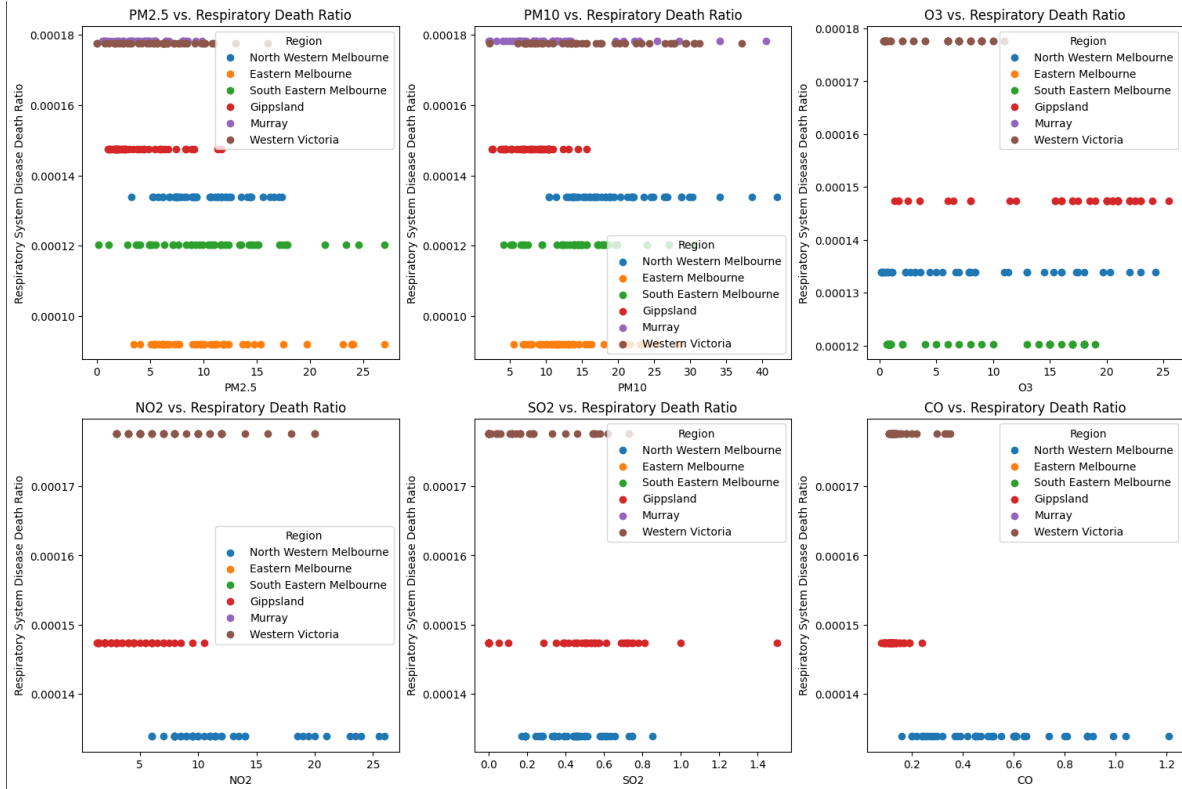 PM2.5 vs. Respiratory Death Ratio
Respiratory System Disease Death Ratio
0.00018
0.00016
0.00014
0.00012
0.00010
Region
North Western Melbourne
Eastern Melbourne
South Eastern Melbourne
Gippsland
Murray
Western Victoria
0 5 10 15 20 25
PM2.5
PM10 vs. Respiratory Death Ratio
Respiratory System Disease Death Ratio
0.00018
0.00016
0.00014
0.00012
0.00010
Region
North Western Melbourne
Eastern Melbourne
South Eastern Melbourne
Gippsland
Murray
Western Victoria
5 10 15 20 25 30 35 40
PM10
O3 vs. Respiratory Death Ratio
Respiratory System Disease Death Ratio
0.00018
0.00017
0.00016
0.00015
0.00014
0.00013
0.00012
Region
North Western Melbourne
Eastern Melbourne
South Eastern Melbourne
Gippsland
Murray
Western Victoria
0 5 10 15 20 25
O3
NO2 vs. Respiratory Death Ratio
Respiratory System Disease Death Ratio
0.00017
0.00016
0.00015
0.00014
Region
North Western Melbourne
Eastern Melbourne
South Eastern Melbourne
Gippsland
Murray
Western Victoria
5 10 15 20 25
NO2
SO2 vs. Respiratory Death Ratio
Respiratory System Disease Death Ratio
0.00017
0.00016
0.00015
0.00014
Region
North Western Melbourne
Eastern Melbourne
South Eastern Melbourne
Gippsland
Murray
Western Victoria
0.0 0.2 0.4 0.6 0.8 1.0 1.2 1.4
SO2
CO vs. Respiratory Death Ratio
Respiratory System Disease Death Ratio
0.00017
0.00016
0.00015
0.00014
Region
North Western Melbourne
Eastern Melbourne
South Eastern Melbourne
Gippsland
Murray
Western Victoria
0.2 0.4 0.6 0.8 1.0 1.2
CO